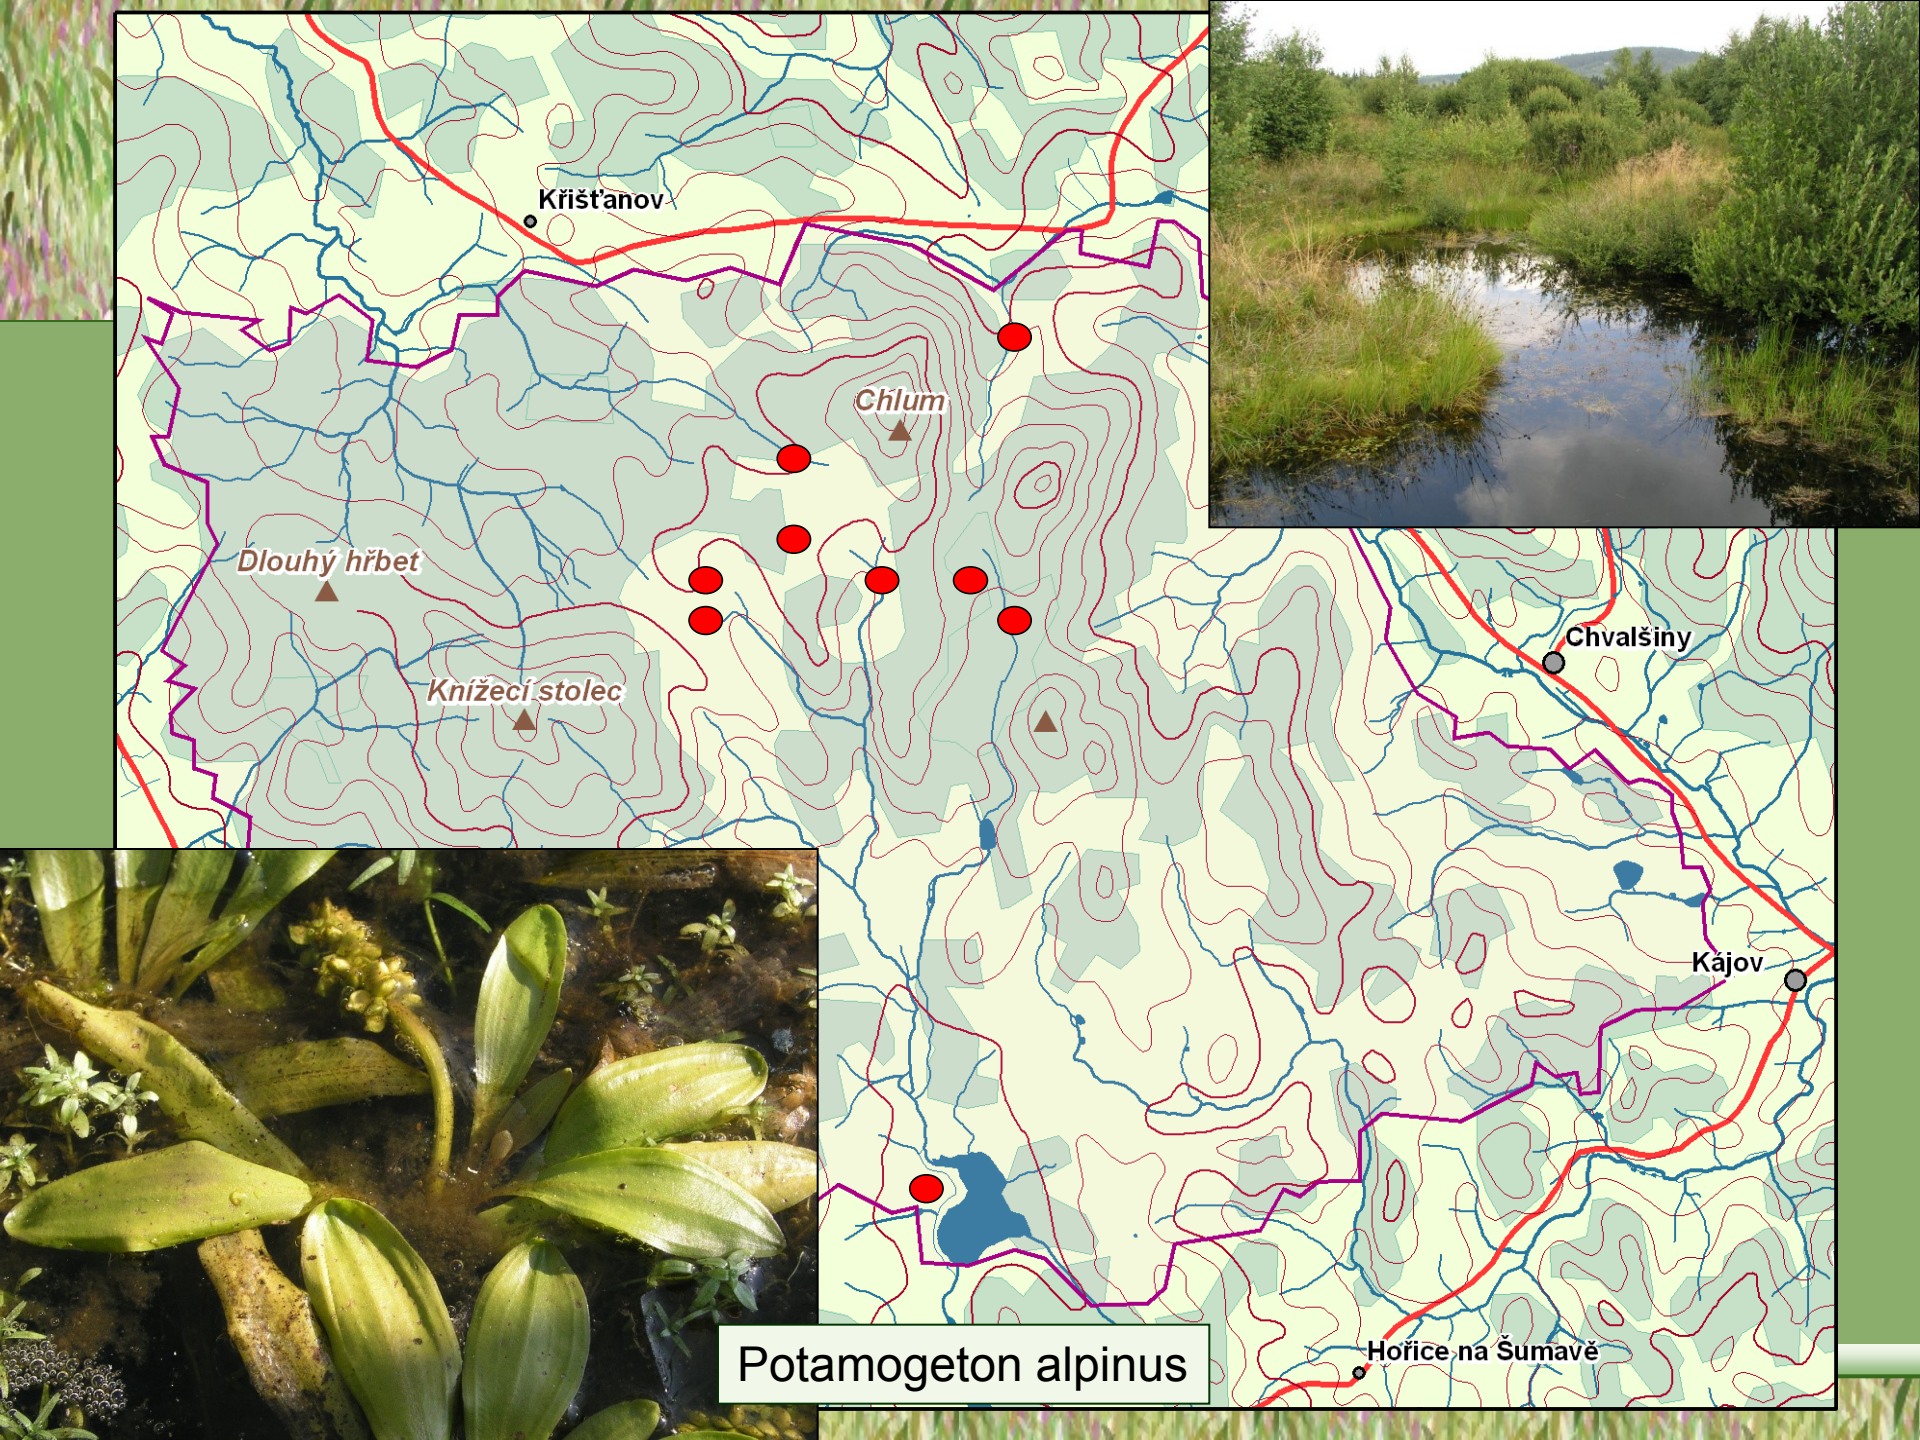 Křišťanov
Chlum
Dlouhý hřbet
Chvalšiny
Knížecí stolec
Kájov
Hořice na Šumavě
Potamogeton alpinus